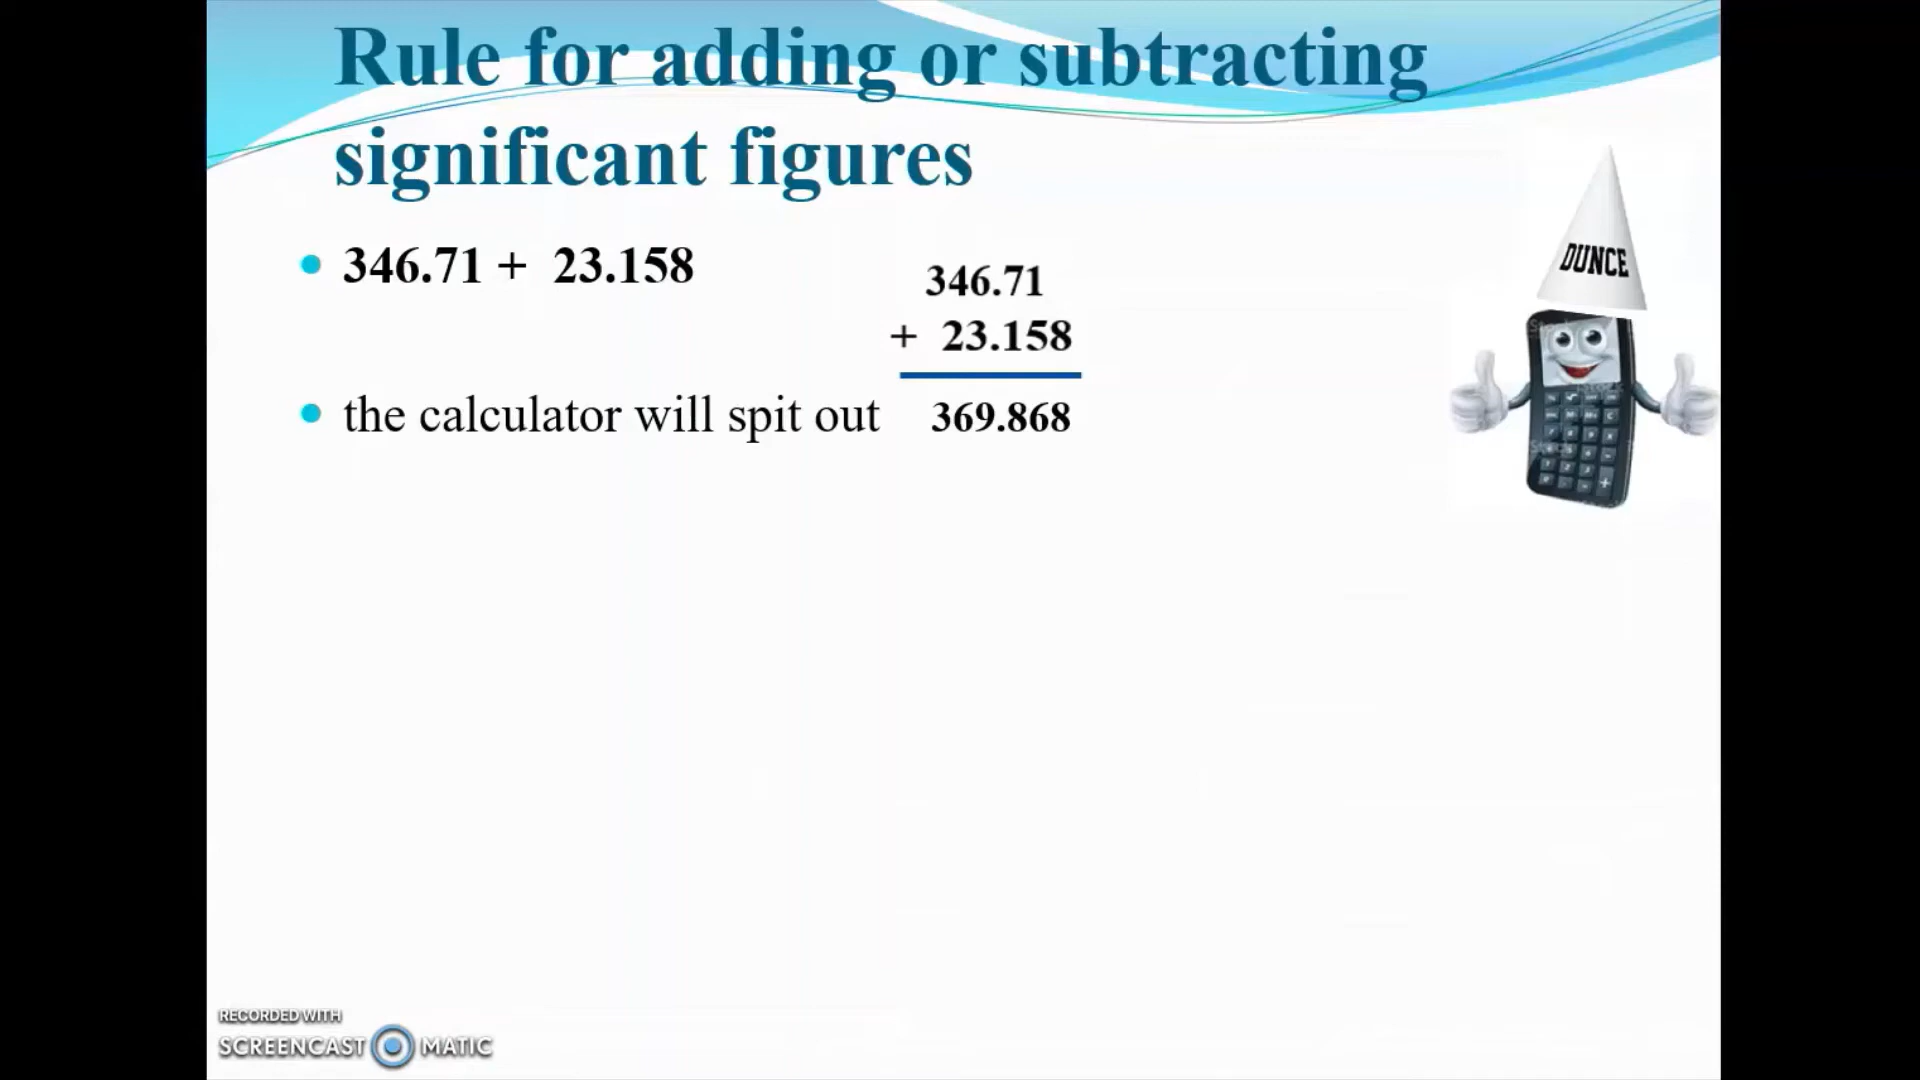 Rule for adding or subtracting
significant figures
346.71 + 23.158
346.71
+ 23.158
the calculator will spit out 369.868
DUNCE
RECORDED WITH
SCREENCAST MATIC